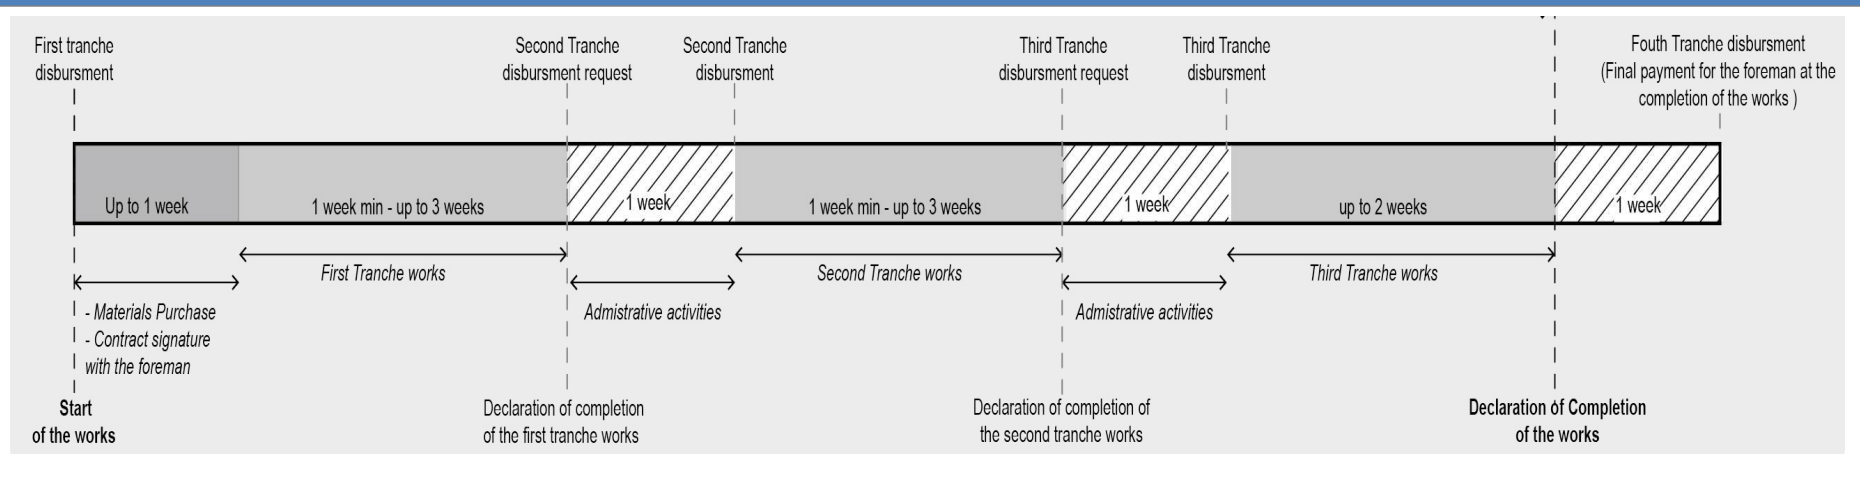 First tranche
disbursment
Second Tranche
disbursment request
Second Tranche
disbursment
Third Tranche
disbursment request
Third Tranche
disbursment
Fouth Tranche disbursment
(Final payment for the foreman at the
completion of the works )
Up to 1 week
1 week min - up to 3 weeks
1 week
1 week min - up to 3 weeks
1 week
up to 2 weeks
1 week
First Tranche works
Second Tranche works
Third Tranche works
- Materials Purchase
- Contract signature
with the foreman
Admistrative activities
Admistrative activities
Start
of the works
Declaration of completion
of the first tranche works
Declaration of completion of
the second tranche works
Declaration of Completion
of the works